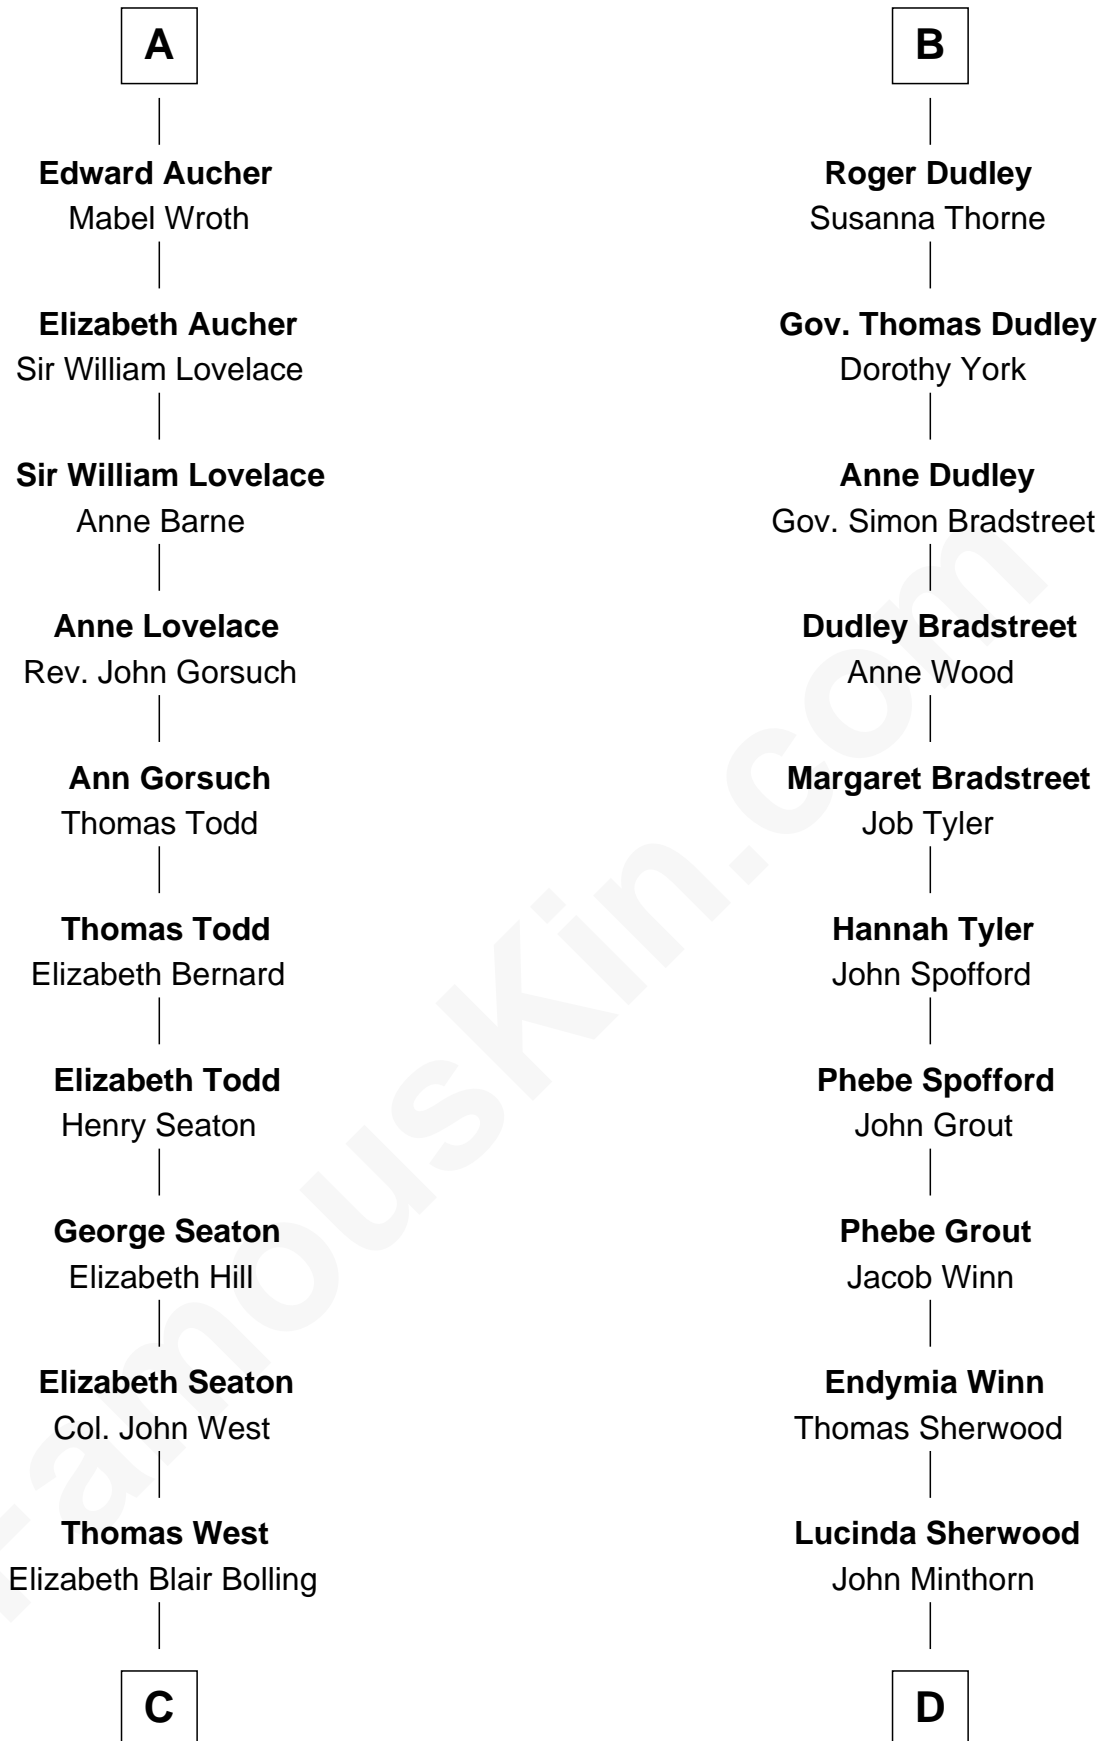 A
Edward Aucher
Mabel Wroth
Elizabeth Aucher
Sir William Lovelace
Sir William Lovelace
Anne Barne
Anne Lovelace
Rev. John Gorsuch
Ann Gorsuch
Thomas Todd
Thomas Todd
Elizabeth Bernard
Elizabeth Todd
Henry Seaton
George Seaton
Elizabeth Hill
Elizabeth Seaton
Col. John West
Thomas West
Elizabeth Blair Bolling
C
B
Roger Dudley
Susanna Thorne
Gov. Thomas Dudley
Dorothy York
Anne Dudley
Gov. Simon Bradstreet
Dudley Bradstreet
Anne Wood
Margaret Bradstreet
Job Tyler
Hannah Tyler
John Spofford
Phebe Spofford
John Grout
Phebe Grout
Jacob Winn
Endymia Winn
Thomas Sherwood
Lucinda Sherwood
John Minthorn
D
FamousKin.com